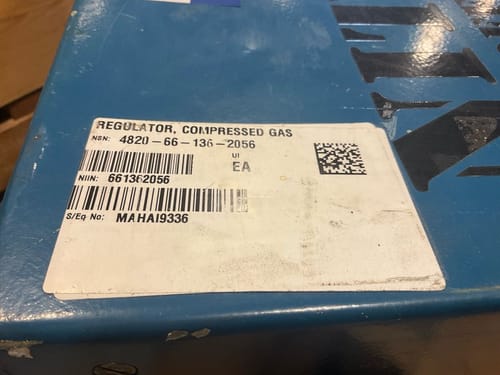 REGULATOR, COMPRESSED GAS
NSN: 4820-66-136-2056
UI
EA
NIIN: 661362056
S/Eq No: MAHAI9336